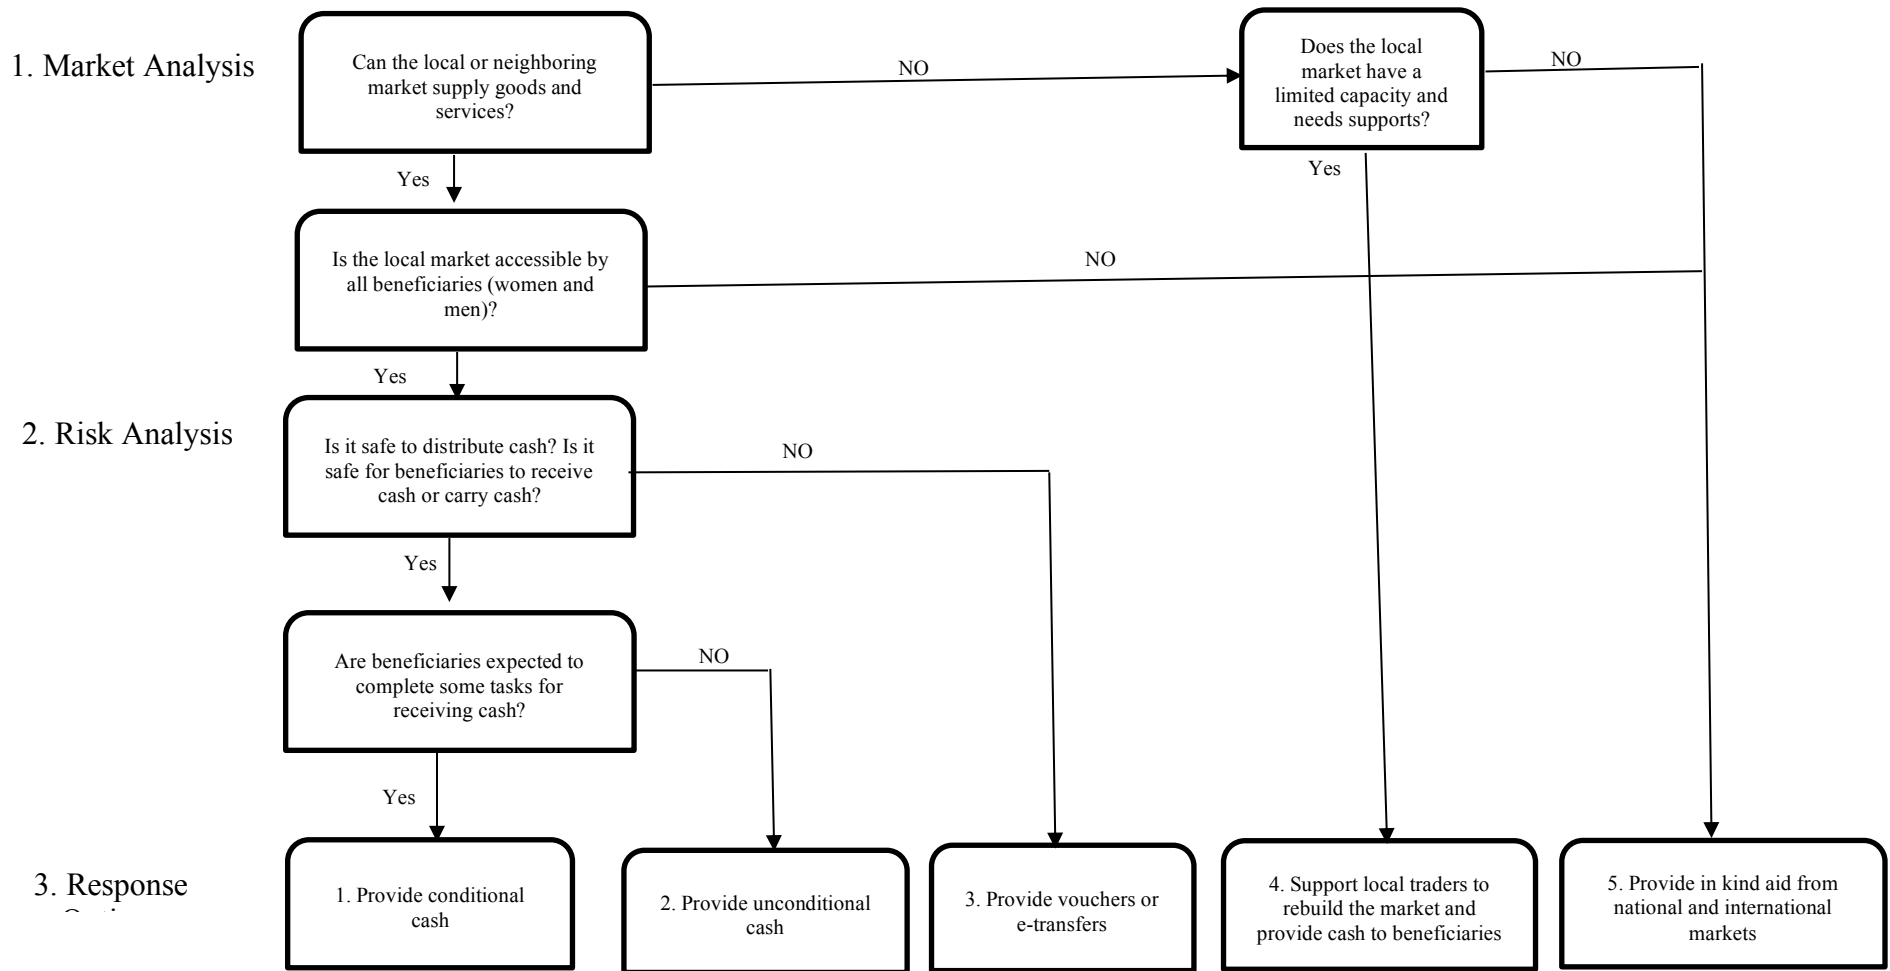 1. Market Analysis
Can the local or neighboring
market supply goods and
services?
NO
Does the local
market have a
limited capacity and
needs supports?
NO
Yes
Yes
Is the local market accessible by
all beneficiaries (women and
men)?
NO
Yes
2. Risk Analysis
Is it safe to distribute cash? Is it
safe for beneficiaries to receive
cash or carry cash?
NO
Yes
Are beneficiaries expected to
complete some tasks for
receiving cash?
NO
Yes
3. Response
1. Provide conditional
cash
2. Provide unconditional
cash
3. Provide vouchers or
e-transfers
4. Support local traders to
rebuild the market and
provide cash to beneficiaries
5. Provide in kind aid from
national and international
markets